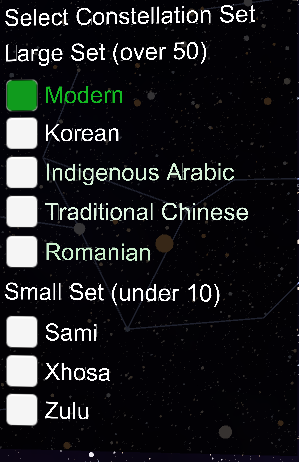 Select Constellation Set
Large Set (over 50)
Modern
Korean
Indigenous Arabic
Traditional Chinese
Romanian
Small Set (under 10)
Sami
Xhosa
Zulu